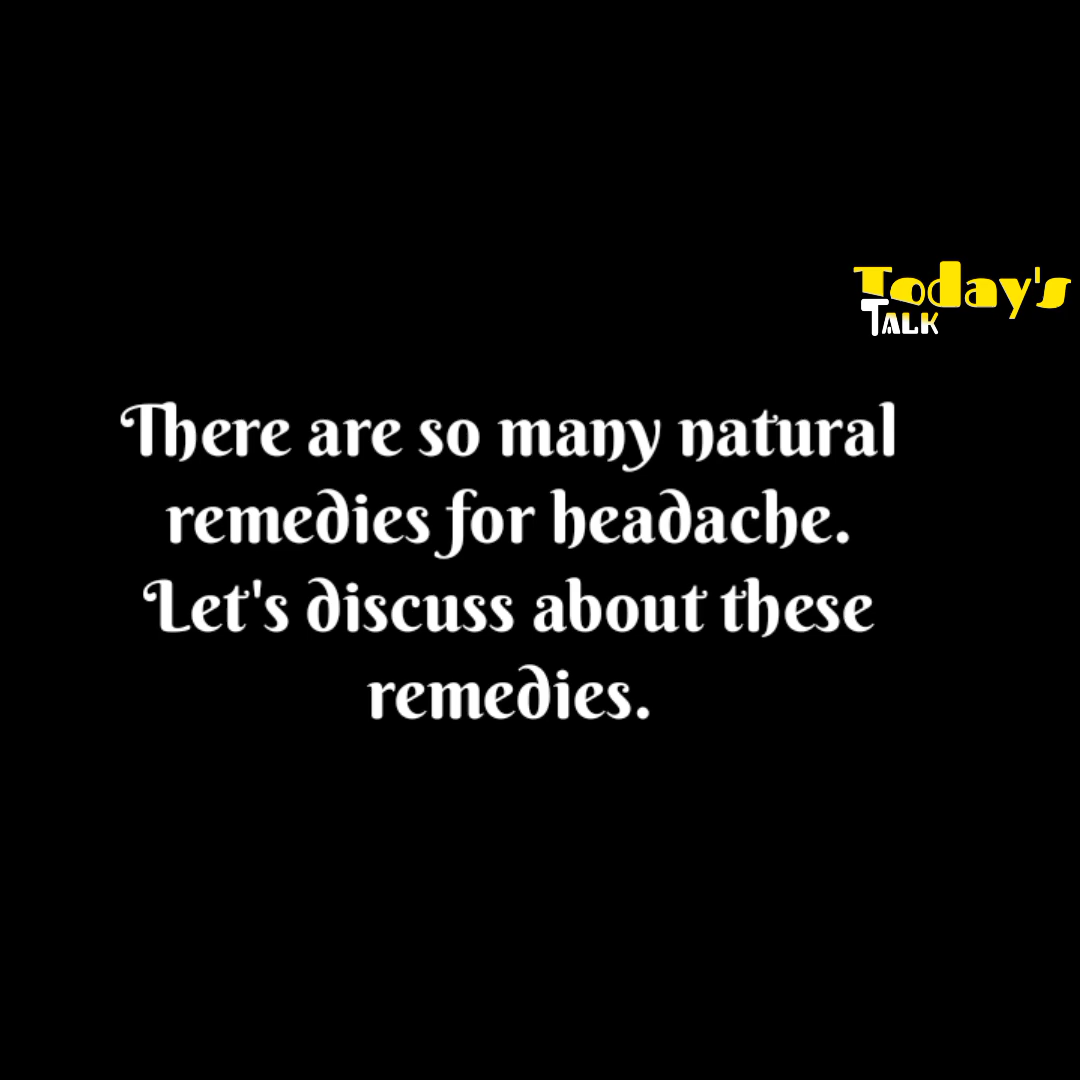 Today's
TALK
There are so many natural
remedies for headache.
Let's discuss about these
remedies.